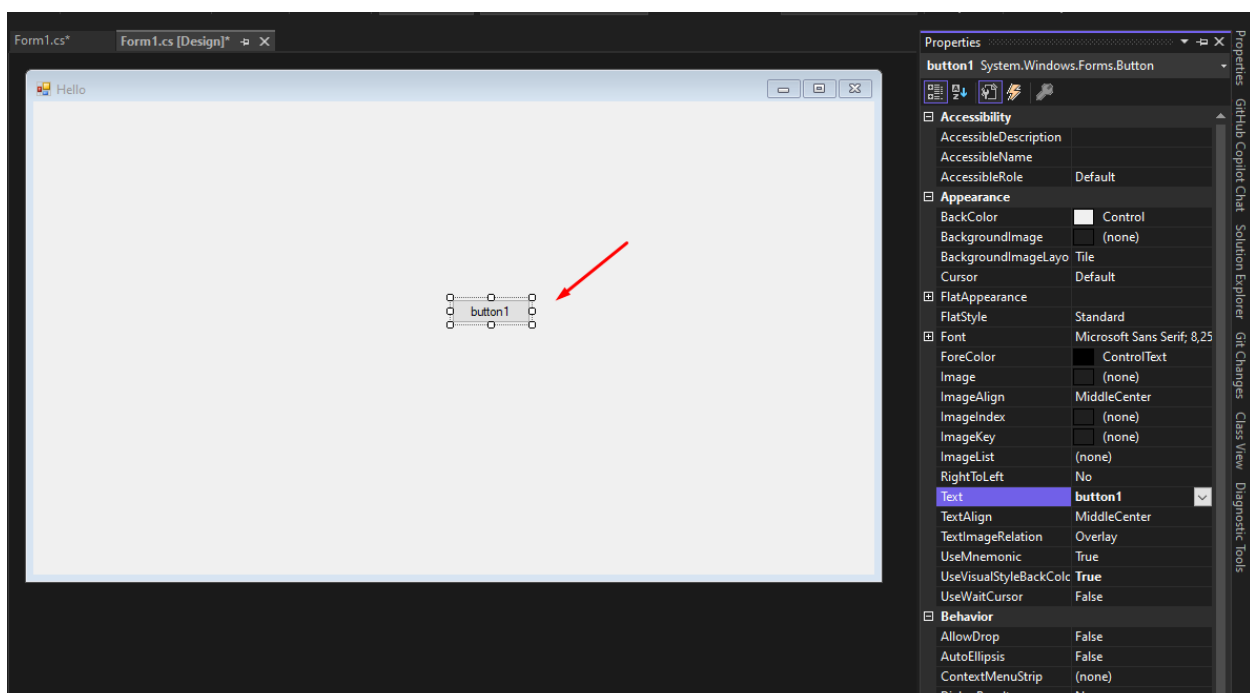 Form1.cs*
Form1.cs [Design]*
Hello
button1
Properties
button1 System.Windows.Forms.Button
Accessibility
AccessibleDescription
AccessibleName
AccessibleRole Default
Appearance
BackColor Control
BackgroundImage (none)
BackgroundImageLayo Tile
Cursor Default
FlatAppearance
FlatStyle Standard
Font Microsoft Sans Serif; 8,25
ForeColor ControlText
Image (none)
ImageAlign MiddleCenter
ImageIndex (none)
ImageKey (none)
ImageList (none)
RightToLeft No
Text button1
TextAlign MiddleCenter
TextImageRelation Overlay
UseMnemonic True
UseVisualStyleBackColc True
UseWaitCursor False
Behavior
AllowDrop False
AutoEllipsis False
ContextMenuStrip (none)
Properties
GitHub Copilot Chat
Solution Explorer
Git Changes
Class View
Diagnostic Tools